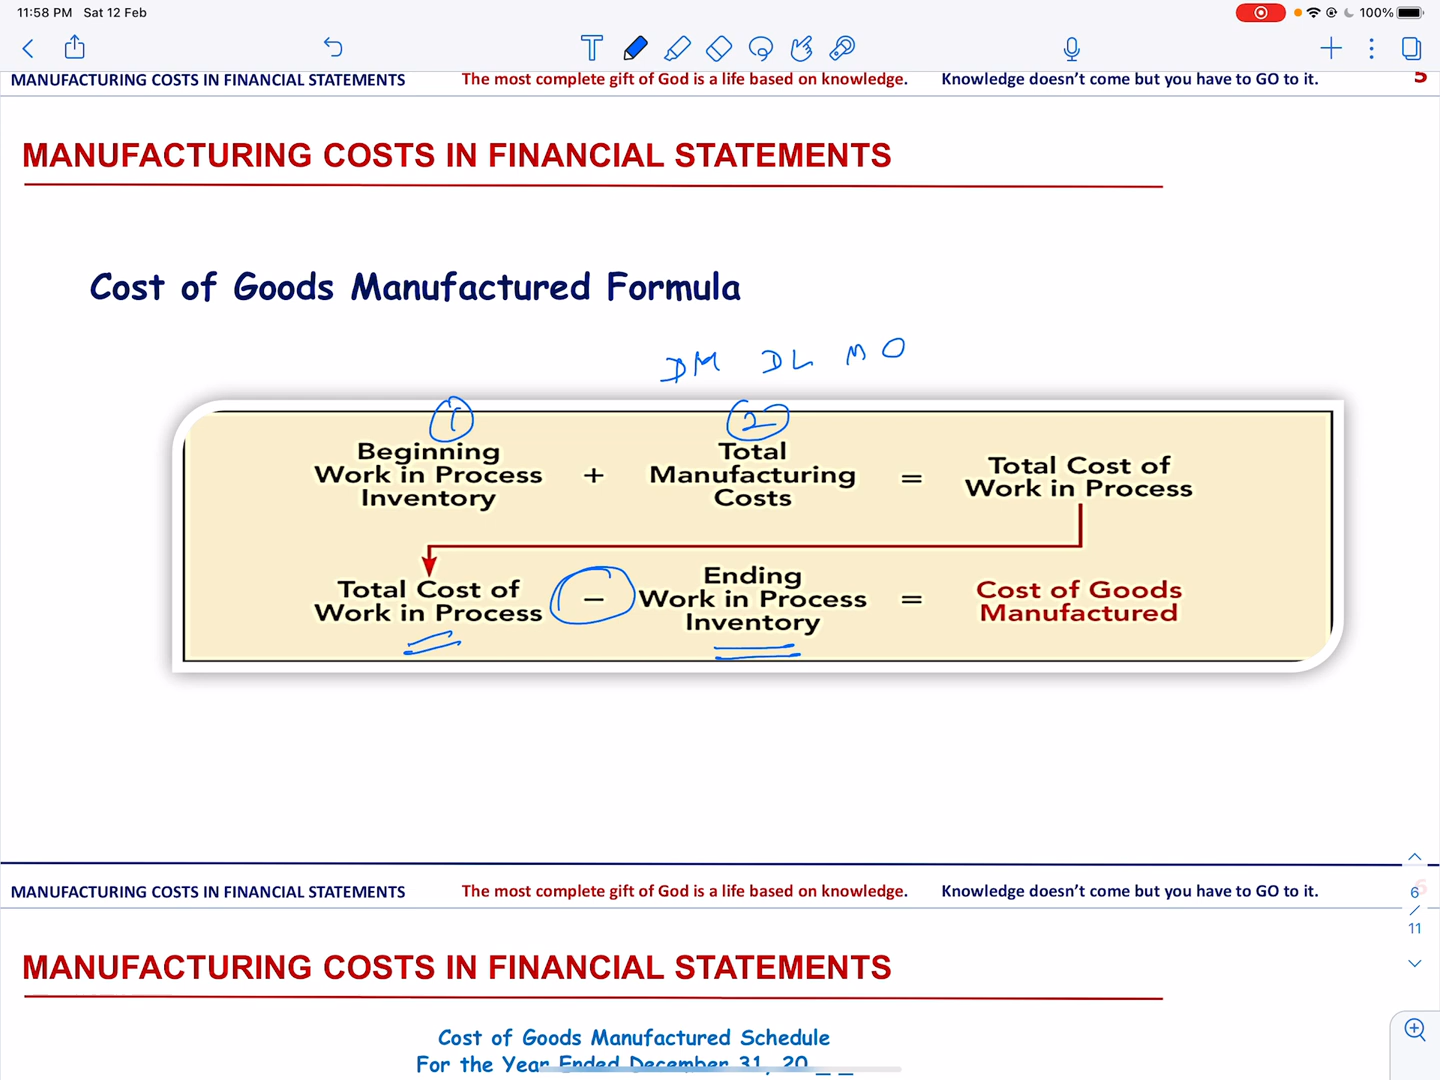 11:58 PM Sat 12 Feb 100%
MANUFACTURING COSTS IN FINANCIAL STATEMENTS The most complete gift of God is a life based on knowledge. Knowledge doesn't come but you have to GO to it. 5
MANUFACTURING COSTS IN FINANCIAL STATEMENTS
Cost of Goods Manufactured Formula
DM DL MO
1 2
Beginning Work in Process Inventory + Total Manufacturing Costs = Total Cost of Work in Process
Total Cost of Work in Process - Ending Work in Process Inventory = Cost of Goods Manufactured
MANUFACTURING COSTS IN FINANCIAL STATEMENTS The most complete gift of God is a life based on knowledge. Knowledge doesn't come but you have to GO to it. 6
6 / 11
MANUFACTURING COSTS IN FINANCIAL STATEMENTS
Cost of Goods Manufactured Schedule
For the Year Ended December 31, 20_ _